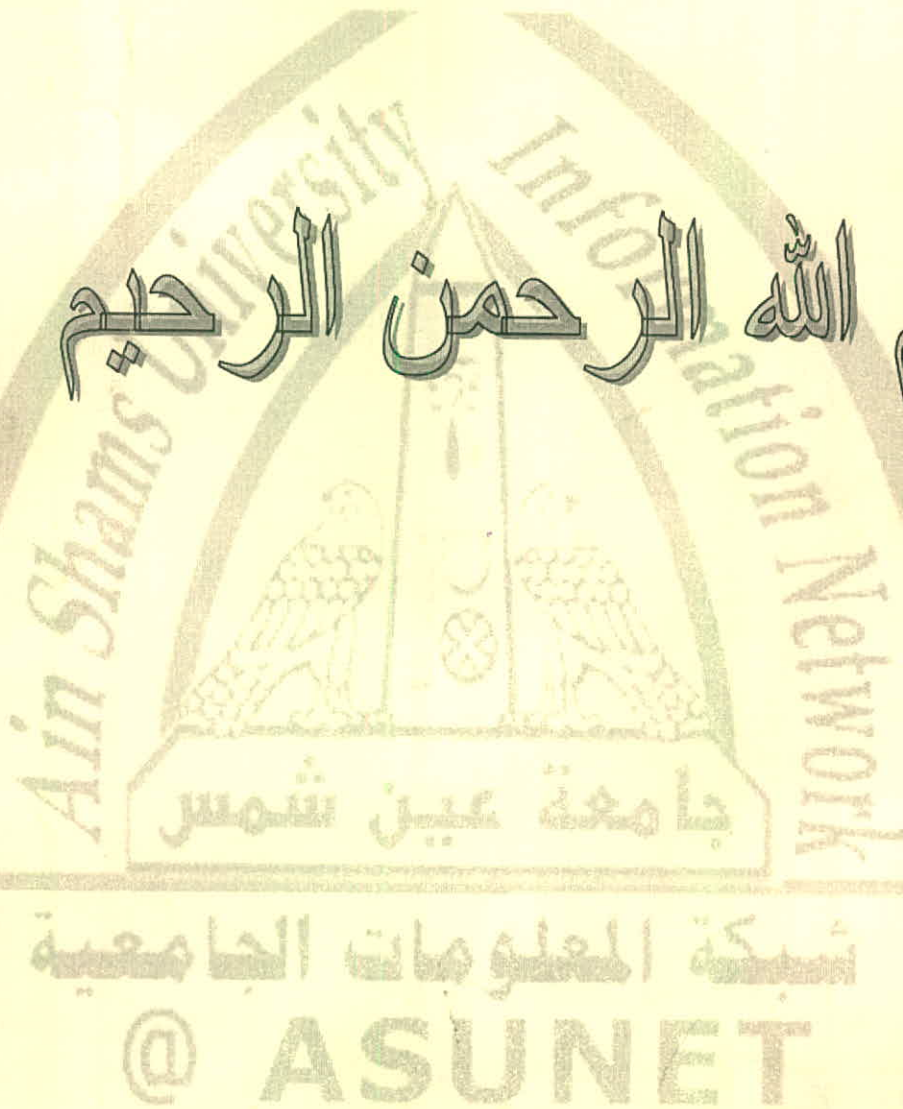 الله الرحمن الرحيم
Ain Shams University Information Network
جامعة عين شمس
شبكة المعلومات الجامعية
@ ASUNET